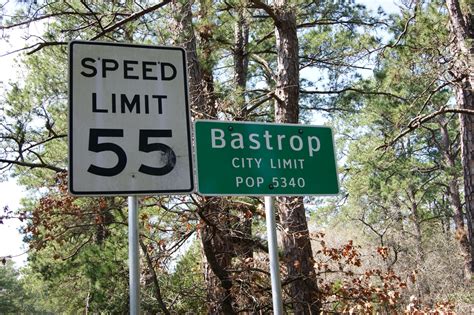 SPEED
LIMIT
55
Bastrop
CITY LIMIT
POP 5340